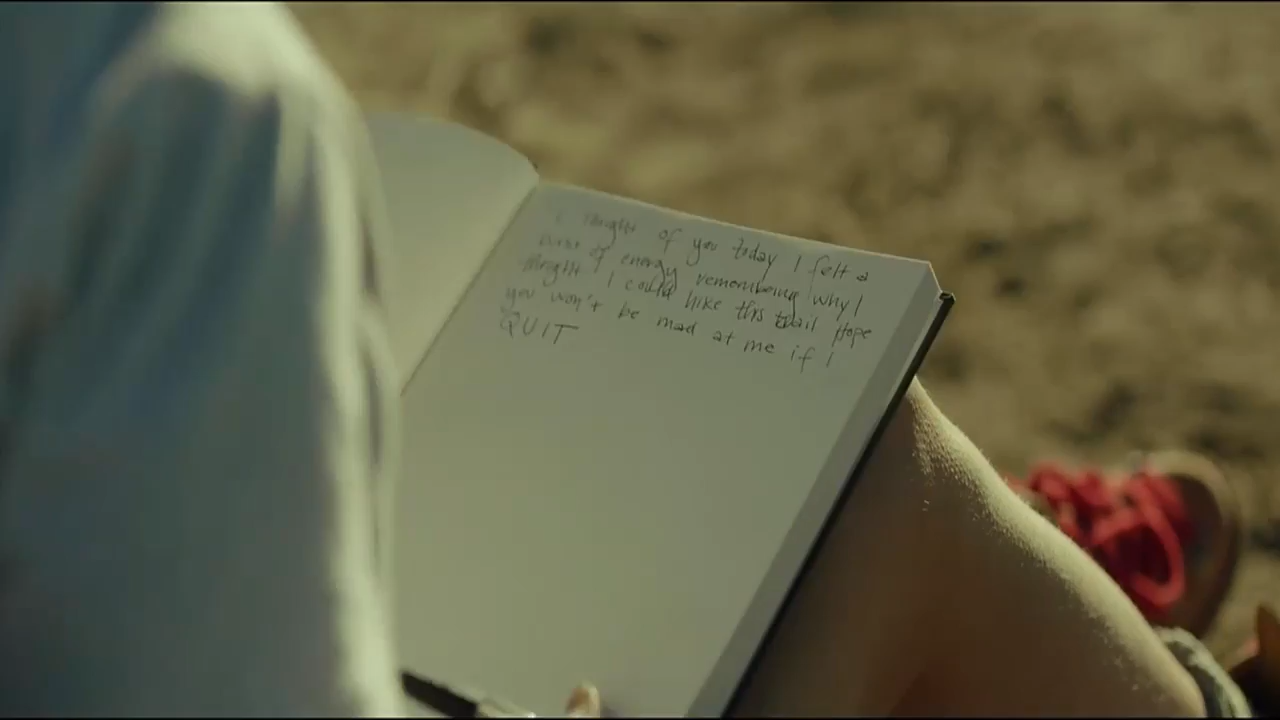 I thought of you today I felt a
wave of energy remembering why I
thought I could hike this trail Hope
you won't be mad at me if I
QUIT